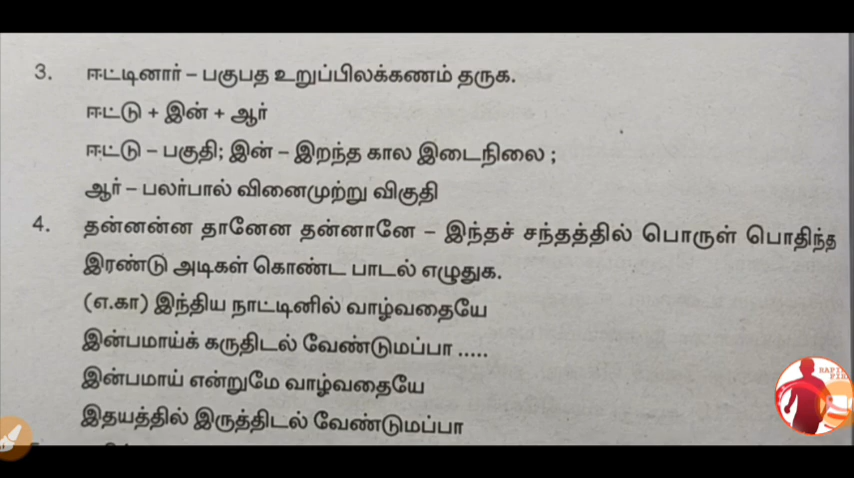 3. ஈட்டினார் – பகுபத உறுப்பிலக்கணம் தருக.
ஈட்டு + இன் + ஆர்
ஈட்டு – பகுதி; இன் – இறந்த கால இடைநிலை ;
ஆர் – பலர்பால் வினைமுற்று விகுதி
4. தன்னன்ன தானேன தன்னானே – இந்தச் சந்தத்தில் பொருள் பொதிந்த
இரண்டு அடிகள் கொண்ட பாடல் எழுதுக.
(எ.கா) இந்திய நாட்டினில் வாழ்வதையே
இன்பமாய்க் கருதிடல் வேண்டுமப்பா .....
இன்பமாய் என்றுமே வாழ்வதையே
இதயத்தில் இருத்திடல் வேண்டுமப்பா